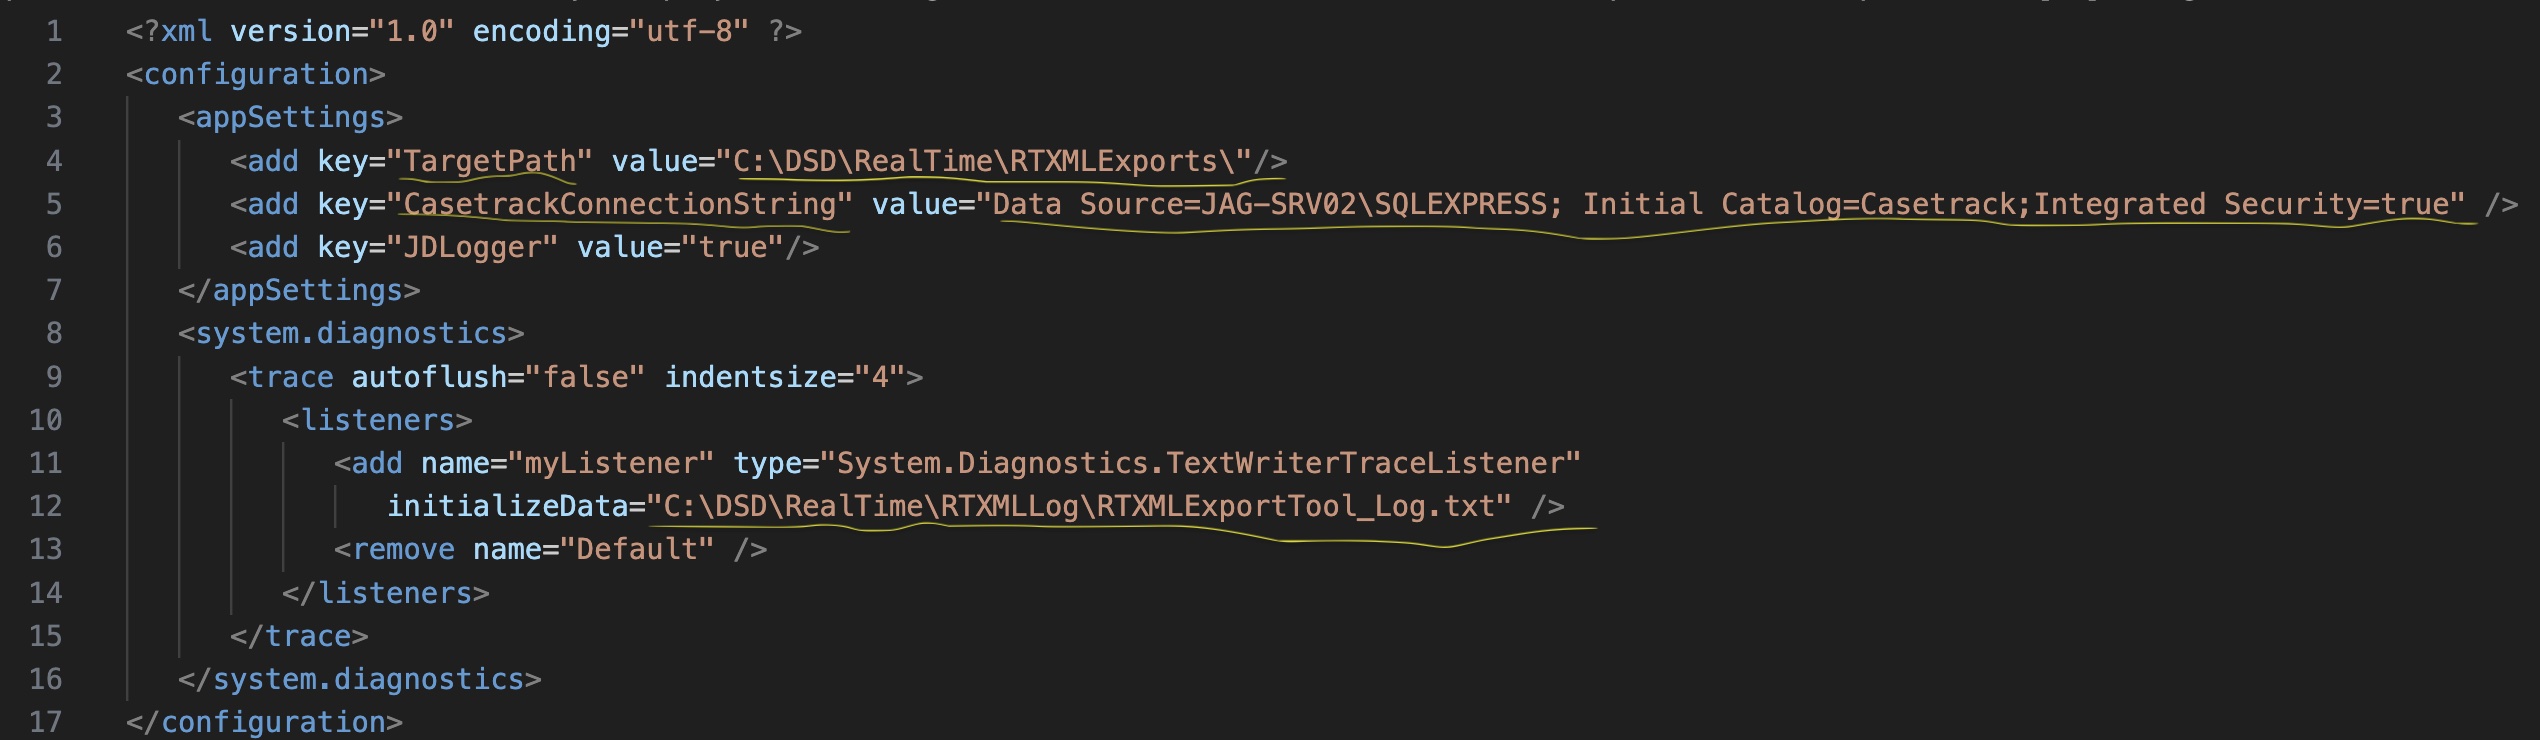 1 <?xml version="1.0" encoding="utf-8" ?>
2 <configuration>
3 <appSettings>
4 <add key="TargetPath" value="C:\DSD\RealTime\RTXMLExports\"/>
5 <add key="CasetrackConnectionString" value="Data Source=JAG-SRV02\SQLEXPRESS; Initial Catalog=Casetrack;Integrated Security=true" />
6 <add key="JDLogger" value="true"/>
7 </appSettings>
8 <system.diagnostics>
9 <trace autoflush="false" indentsize="4">
10 <listeners>
11 <add name="myListener" type="System.Diagnostics.TextWriterTraceListener"
12 initializeData="C:\DSD\RealTime\RTXMLLog\RTXMLExportTool_Log.txt" />
13 <remove name="Default" />
14 </listeners>
15 </trace>
16 </system.diagnostics>
17 </configuration>